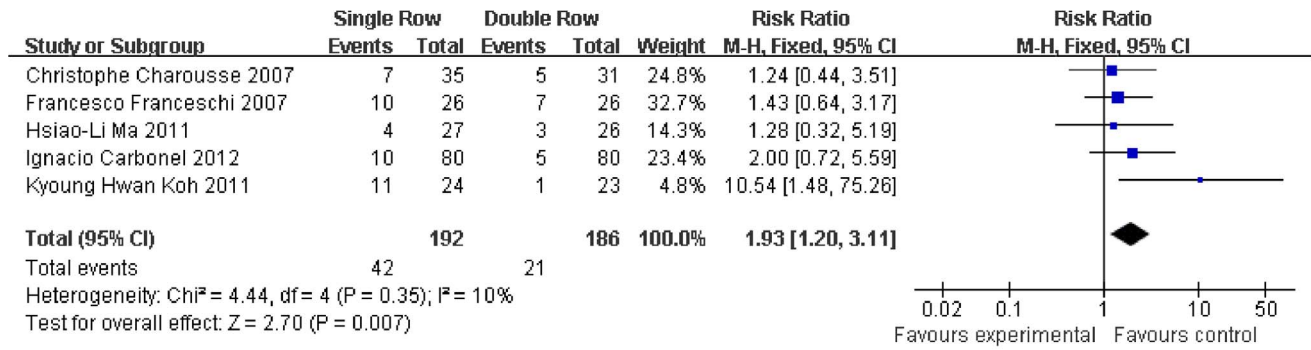 Single Row Double Row Risk Ratio Risk Ratio
Study or Subgroup Events Total Events Total Weight M-H, Fixed, 95% CI M-H, Fixed, 95% CI
Christophe Charousse 2007 7 35 5 31 24.8% 1.24 [0.44, 3.51]
Francesco Franceschi 2007 10 26 7 26 32.7% 1.43 [0.64, 3.17]
Hsiao-Li Ma 2011 4 27 3 26 14.3% 1.28 [0.32, 5.19]
Ignacio Carbonel 2012 10 80 5 80 23.4% 2.00 [0.72, 5.59]
Kyoung Hwan Koh 2011 11 24 1 23 4.8% 10.54 [1.48, 75.26]
Total (95% CI) 192 186 100.0% 1.93 [1.20, 3.11]
Total events 42 21
Heterogeneity: Chi² = 4.44, df = 4 (P = 0.35); I² = 10%
Test for overall effect: Z = 2.70 (P = 0.007)
0.02 0.1 1 10 50
Favours experimental Favours control